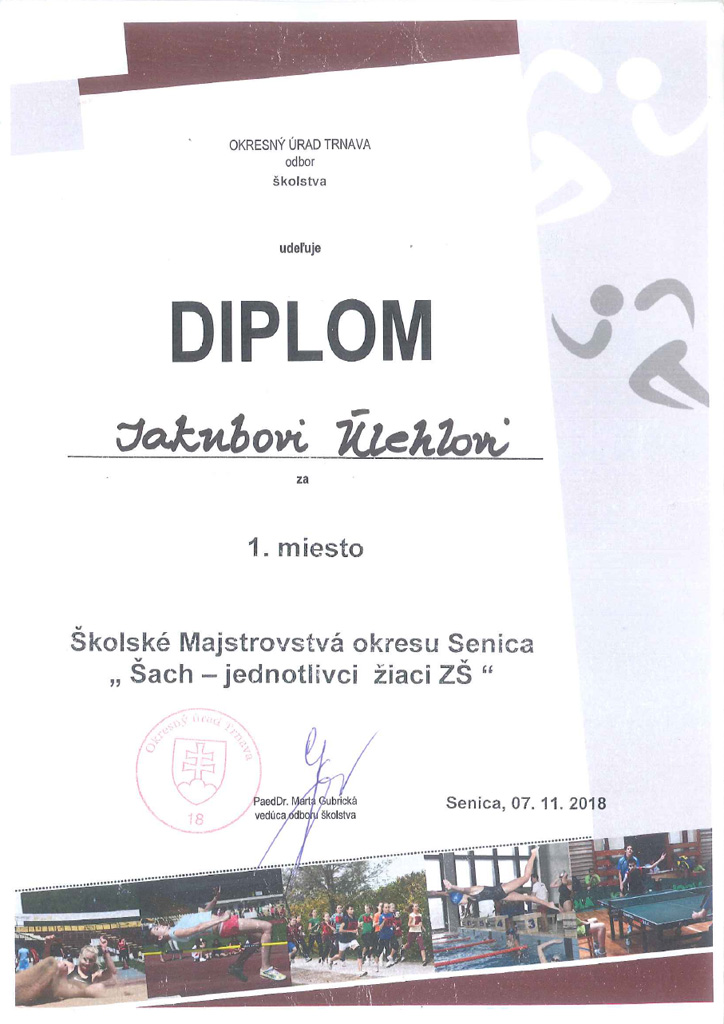 OKRESNÝ ÚRAD TRNAVA
odbor
školstva
udeľuje
DIPLOM
Jakubovi Úlehlovi
za
1. miesto
Školské Majstrovstvá okresu Senica
„ Šach – jednotlivci žiaci ZŠ “
Okresný úrad Trnava
18
PaedDr. Marta Gubrická
vedúca odboru školstva
Senica, 07. 11. 2018